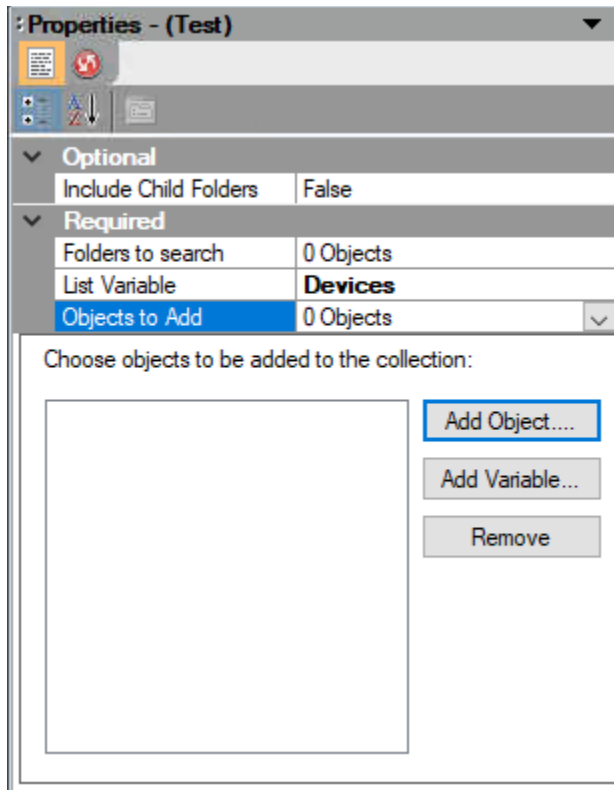 Properties - (Test)
Optional
Include Child Folders False
Required
Folders to search 0 Objects
List Variable Devices
Objects to Add 0 Objects
Choose objects to be added to the collection:
Add Object....
Add Variable...
Remove